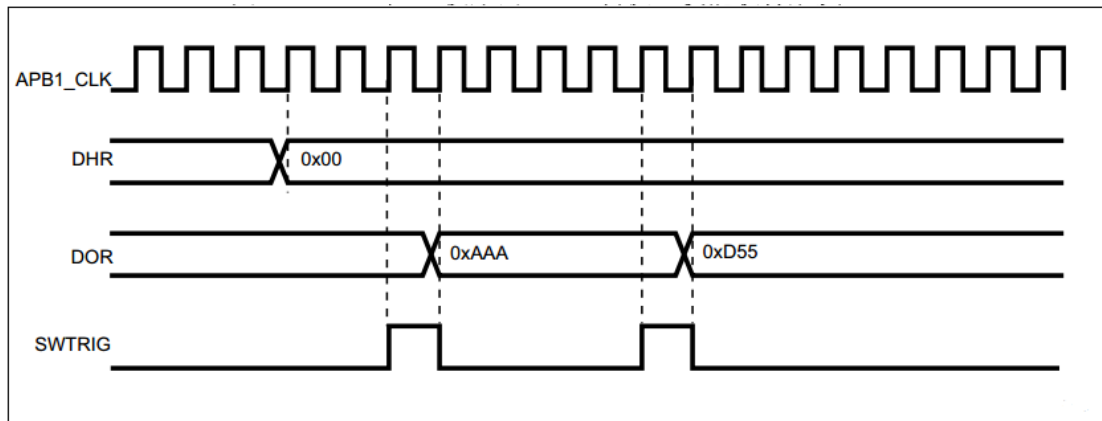 APB1_CLK
DHR
0x00
DOR
0xAAA
0xD55
SWTRIG